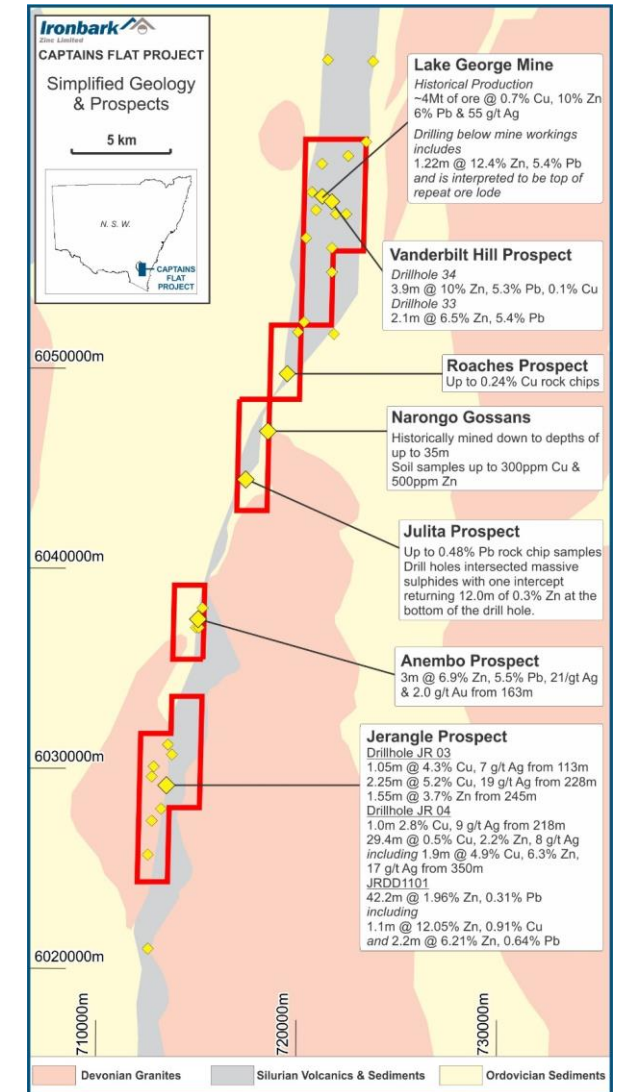 Ironbark
Zinc Limited
CAPTAINS FLAT PROJECT
Simplified Geology
& Prospects
5 km
N. S. W.
CAPTAINS
FLAT
PROJECT
Lake George Mine
Historical Production
~4Mt of ore @ 0.7% Cu, 10% Zn
6% Pb & 55 g/t Ag
Drilling below mine workings
includes
1.22m @ 12.4% Zn, 5.4% Pb
and is interpreted to be top of
repeat ore lode
Vanderbilt Hill Prospect
Drillhole 34
3.9m @ 10% Zn, 5.3% Pb, 0.1% Cu
Drillhole 33
2.1m @ 6.5% Zn, 5.4% Pb
Roaches Prospect
Up to 0.24% Cu rock chips
Narongo Gossans
Historically mined down to depths of
up to 35m
Soil samples up to 300ppm Cu &
500ppm Zn
Julita Prospect
Up to 0.48% Pb rock chip samples
Drill holes intersected massive
sulphides with one intercept
returning 12.0m of 0.3% Zn at the
bottom of the drill hole.
Anembo Prospect
3m @ 6.9% Zn, 5.5% Pb, 21/gt Ag
& 2.0 g/t Au from 163m
Jerangle Prospect
Drillhole JR 03
1.05m @ 4.3% Cu, 7 g/t Ag from 113m
2.25m @ 5.2% Cu, 19 g/t Ag from 228m
1.55m @ 3.7% Zn from 245m
Drillhole JR 04
1.0m 2.8% Cu, 9 g/t Ag from 218m
29.4m @ 0.5% Cu, 2.2% Zn, 8 g/t Ag
including 1.9m @ 4.9% Cu, 6.3% Zn,
17 g/t Ag from 350m
JRDD1101
42.2m @ 1.96% Zn, 0.31% Pb
including
1.1m @ 12.05% Zn, 0.91% Cu
and 2.2m @ 6.21% Zn, 0.64% Pb
6050000m
6040000m
6030000m
6020000m
710000m
720000m
730000m
Devonian Granites
Silurian Volcanics & Sediments
Ordovician Sediments